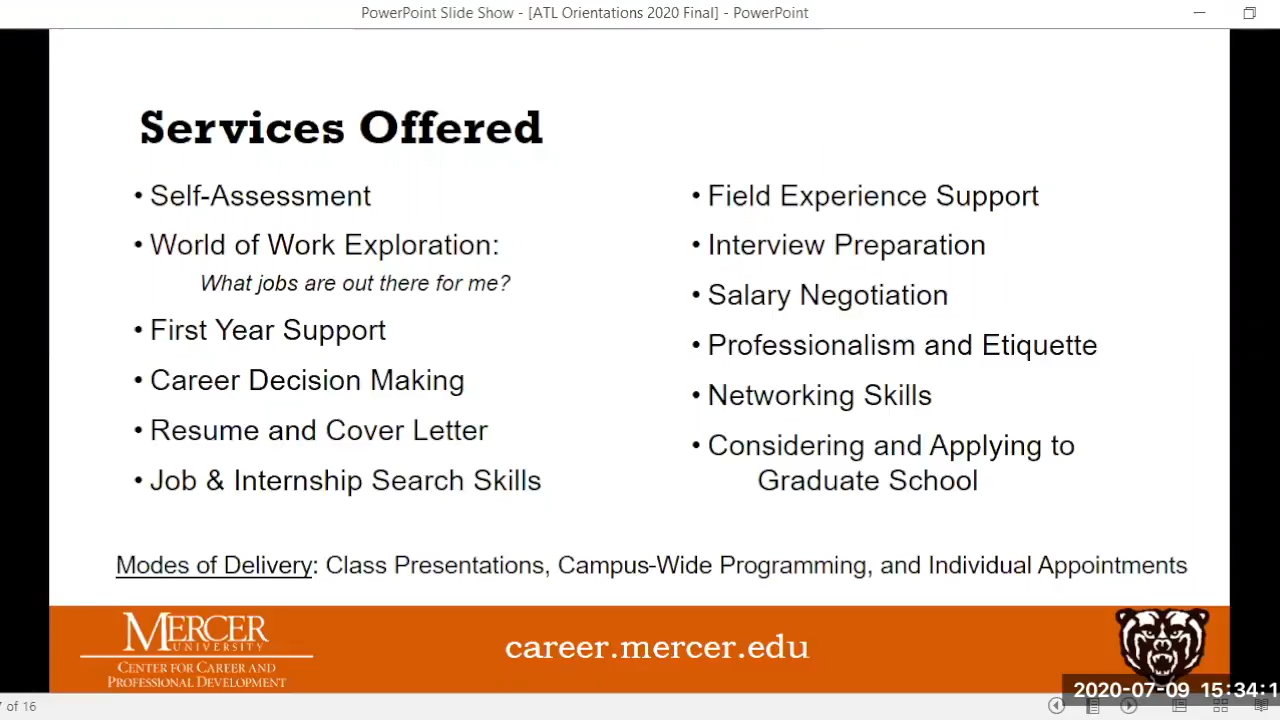 PowerPoint Slide Show - [ATL Orientations 2020 Final] - PowerPoint
Services Offered
• Self-Assessment
• World of Work Exploration:
What jobs are out there for me?
• First Year Support
• Career Decision Making
• Resume and Cover Letter
• Job & Internship Search Skills
• Field Experience Support
• Interview Preparation
• Salary Negotiation
• Professionalism and Etiquette
• Networking Skills
• Considering and Applying to
Graduate School
Modes of Delivery: Class Presentations, Campus-Wide Programming, and Individual Appointments
MERCER
UNIVERSITY
CENTER FOR CAREER AND
PROFESSIONAL DEVELOPMENT
career.mercer.edu
2020-07-09 15:34:1
of 16